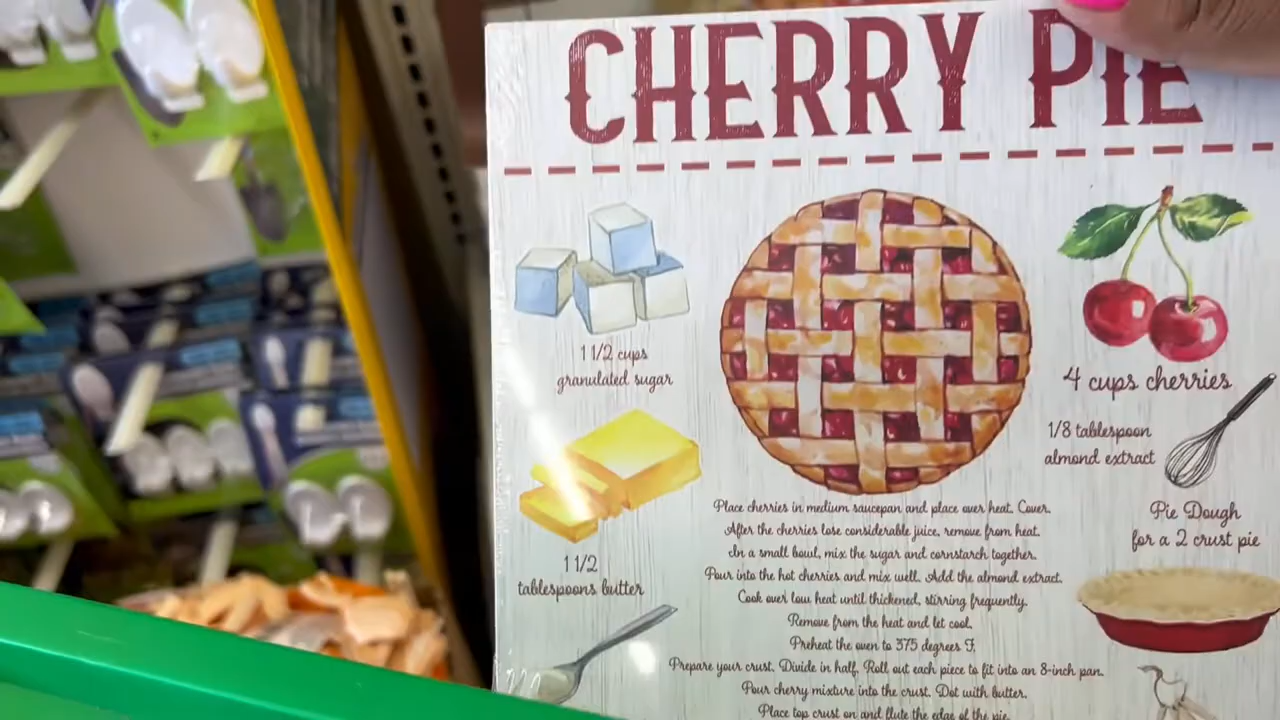 CHERRY PIE
1 1/2 cups
granulated sugar
4 cups cherries
1/8 tablespoon
almond extract
1 1/2
tablespoons butter
Pie Dough
for a 2 crust pie
Place cherries in medium saucepan and place over heat. Cover.
After the cherries lose considerable juice, remove from heat.
In a small bowl, mix the sugar and cornstarch together.
Pour into the hot cherries and mix well. Add the almond extract.
Cook over low heat until thickened, stirring frequently.
Remove from the heat and let cool.
Preheat the oven to 375 degrees F.
Prepare your crust. Divide in half. Roll out each piece to fit into an 8-inch pan.
Pour cherry mixture into the crust. Dot with butter.
Place top crust on and flute the edge of the pie.